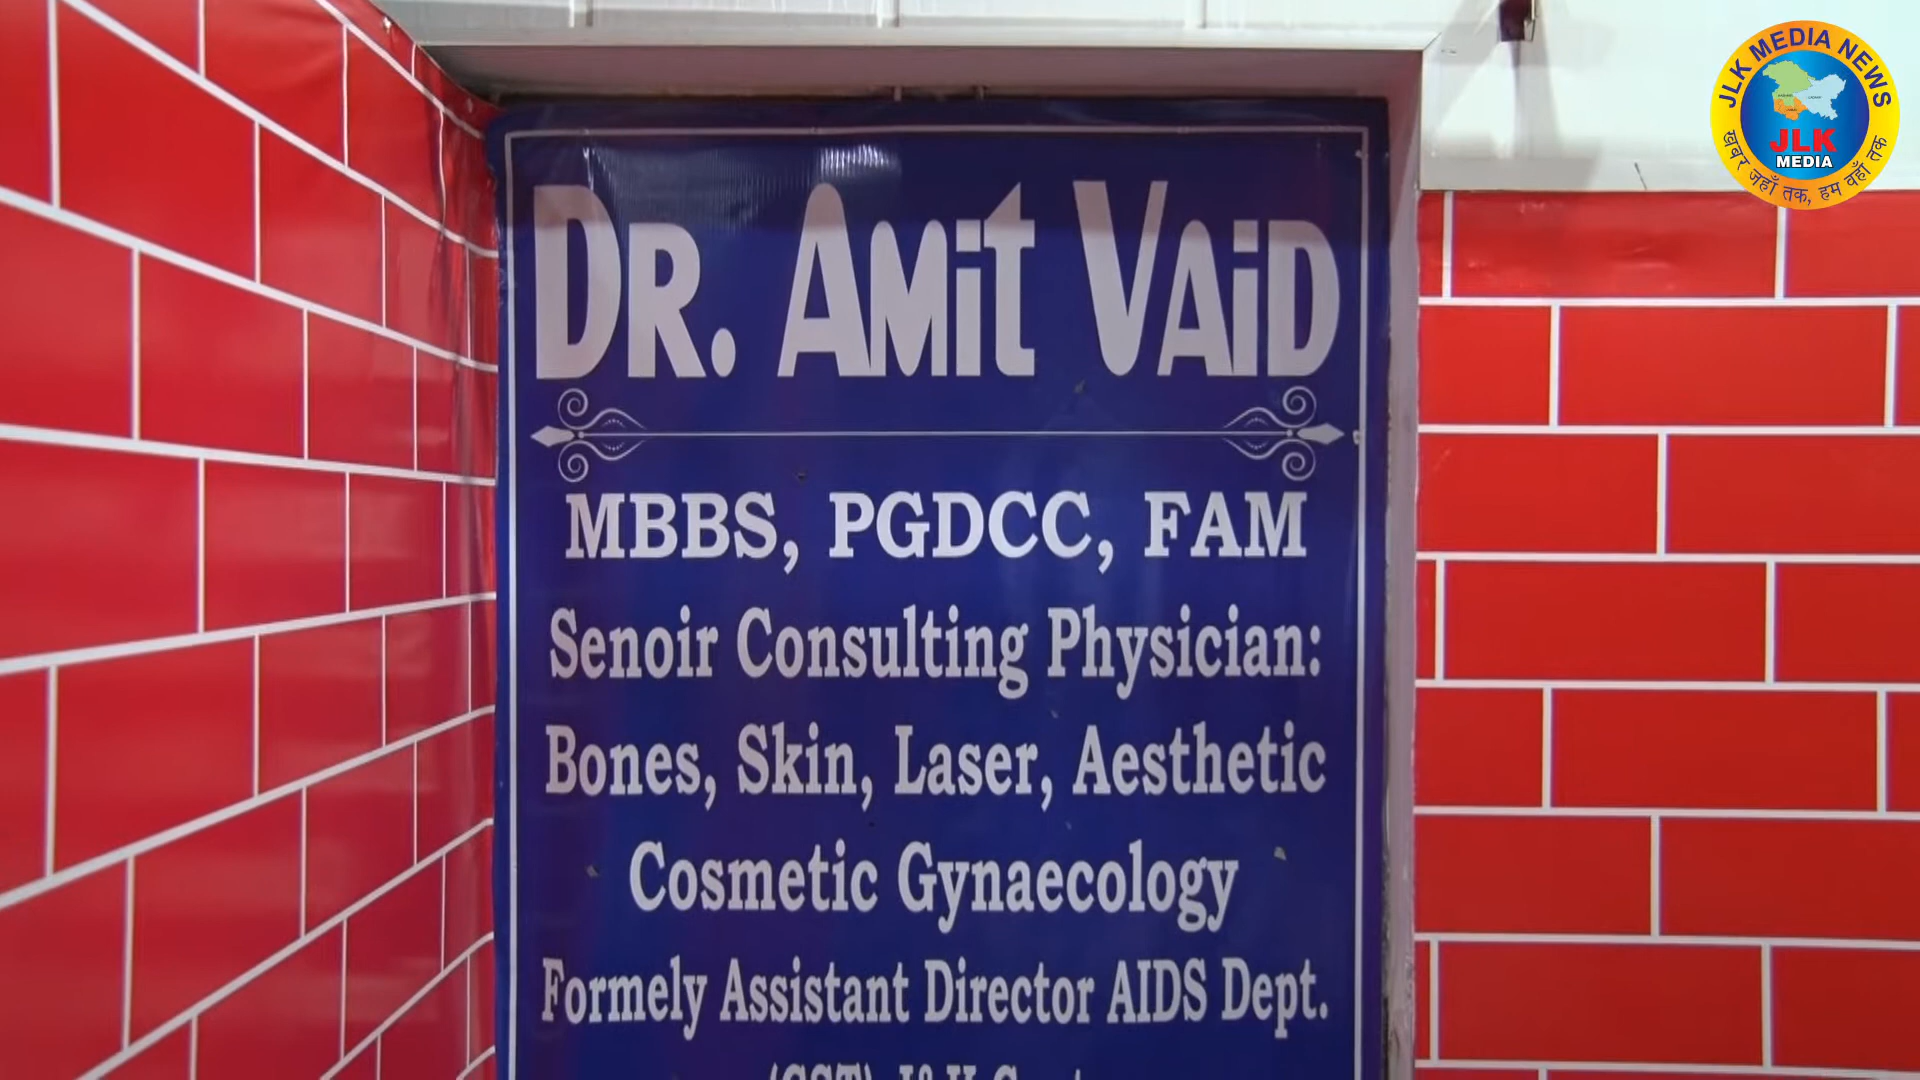 JLK MEDIA NEWS
JLK
MEDIA
खबर जहाँ तक, हम वहाँ तक
DR. AMiT VAiD
MBBS, PGDCC, FAM
Senoir Consulting Physician:
Bones, Skin, Laser, Aesthetic
Cosmetic Gynaecology
Formely Assistant Director AIDS Dept.